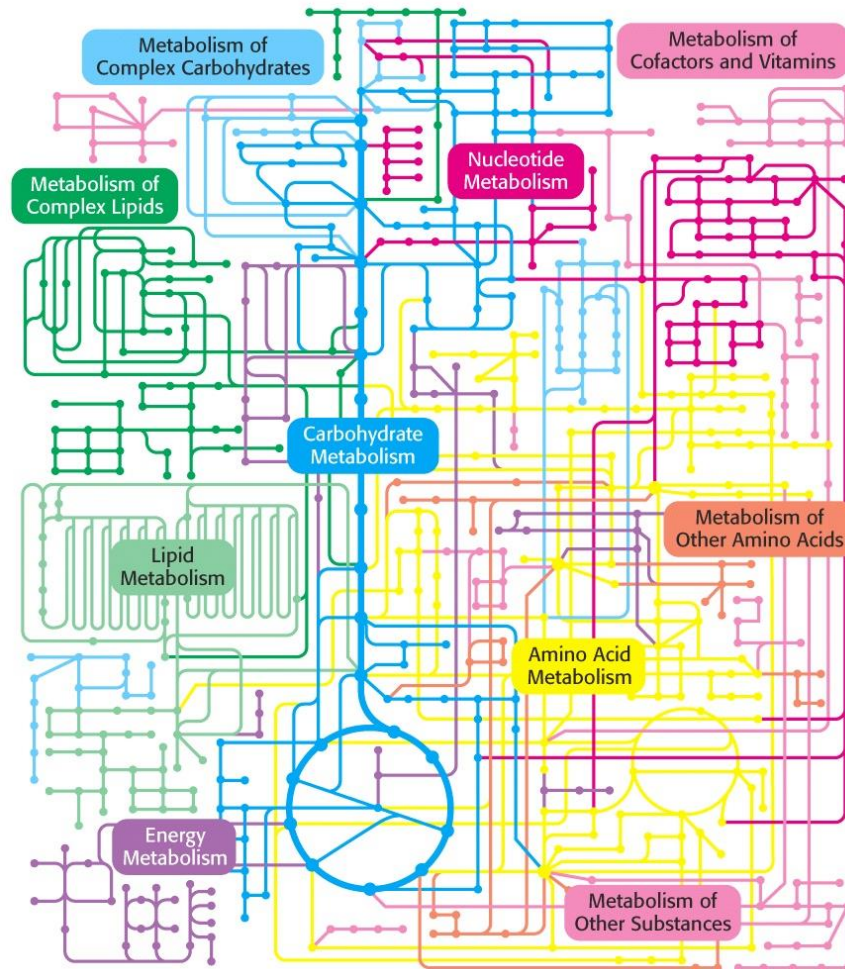 Metabolism of
Complex Carbohydrates
Metabolism of
Cofactors and Vitamins
Nucleotide
Metabolism
Metabolism of
Complex Lipids
Carbohydrate
Metabolism
Lipid
Metabolism
Metabolism of
Other Amino Acids
Amino Acid
Metabolism
Energy
Metabolism
Metabolism of
Other Substances